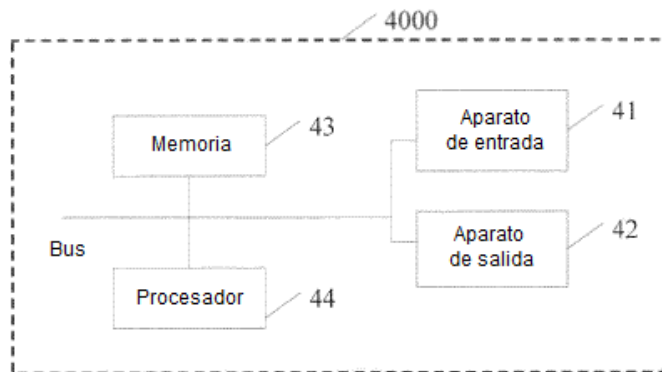 4000
Memoria
43
Aparato
de entrada
41
Bus
Aparato
de salida
42
Procesador
44